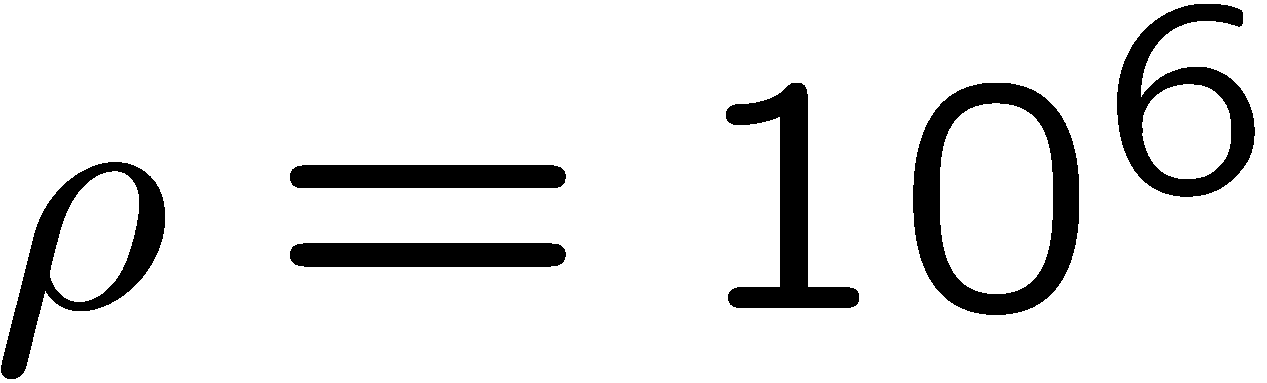 ρ = 10⁶